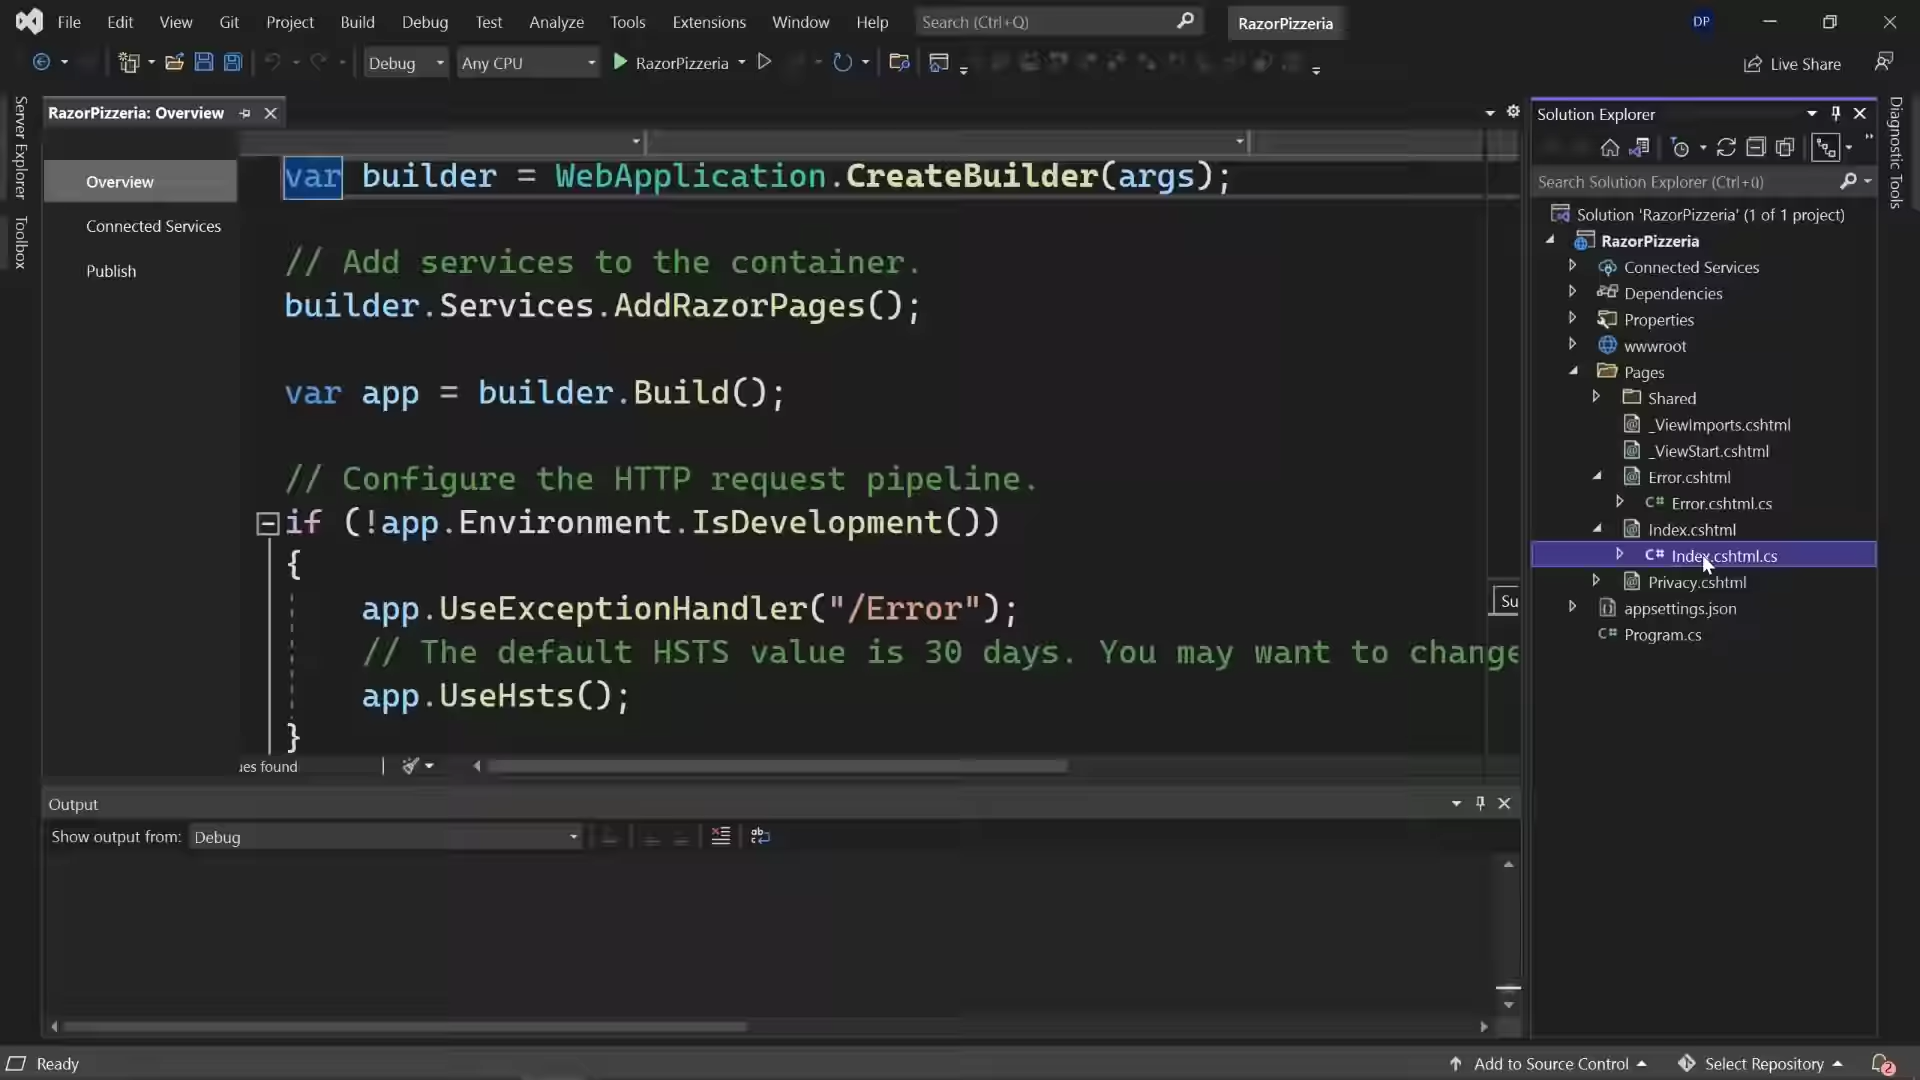 File Edit View Git Project Build Debug Test Analyze Tools Extensions Window Help Search (Ctrl+Q) RazorPizzeria DP
Debug Any CPU RazorPizzeria Live Share
Server Explorer
Toolbox
RazorPizzeria: Overview
Overview
Connected Services
Publish
var builder = WebApplication.CreateBuilder(args);
// Add services to the container.
builder.Services.AddRazorPages();
var app = builder.Build();
// Configure the HTTP request pipeline.
if (!app.Environment.IsDevelopment())
{
app.UseExceptionHandler("/Error");
// The default HSTS value is 30 days. You may want to change
app.UseHsts();
}
ues found
Su
Output
Show output from: Debug
Solution Explorer
Search Solution Explorer (Ctrl+ü)
Solution 'RazorPizzeria' (1 of 1 project)
RazorPizzeria
Connected Services
Dependencies
Properties
wwwroot
Pages
Shared
_ViewImports.cshtml
_ViewStart.cshtml
Error.cshtml
C# Error.cshtml.cs
Index.cshtml
C# Index.cshtml.cs
Privacy.cshtml
appsettings.json
C# Program.cs
Diagnostic Tools
Ready Add to Source Control Select Repository 2